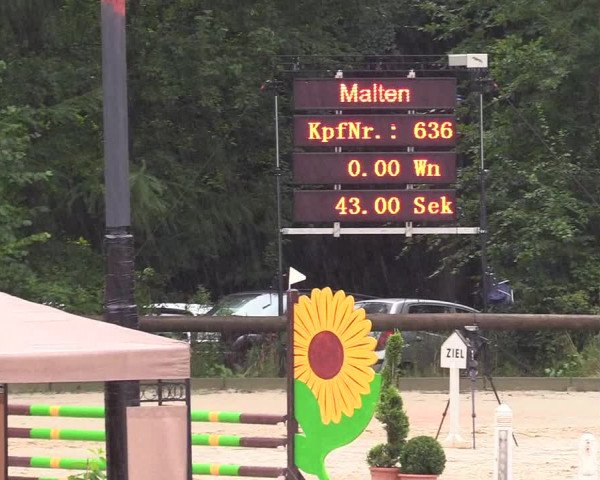 Malten
KpfNr.: 636
0.00 Wn
43.00 Sek
ZIEL